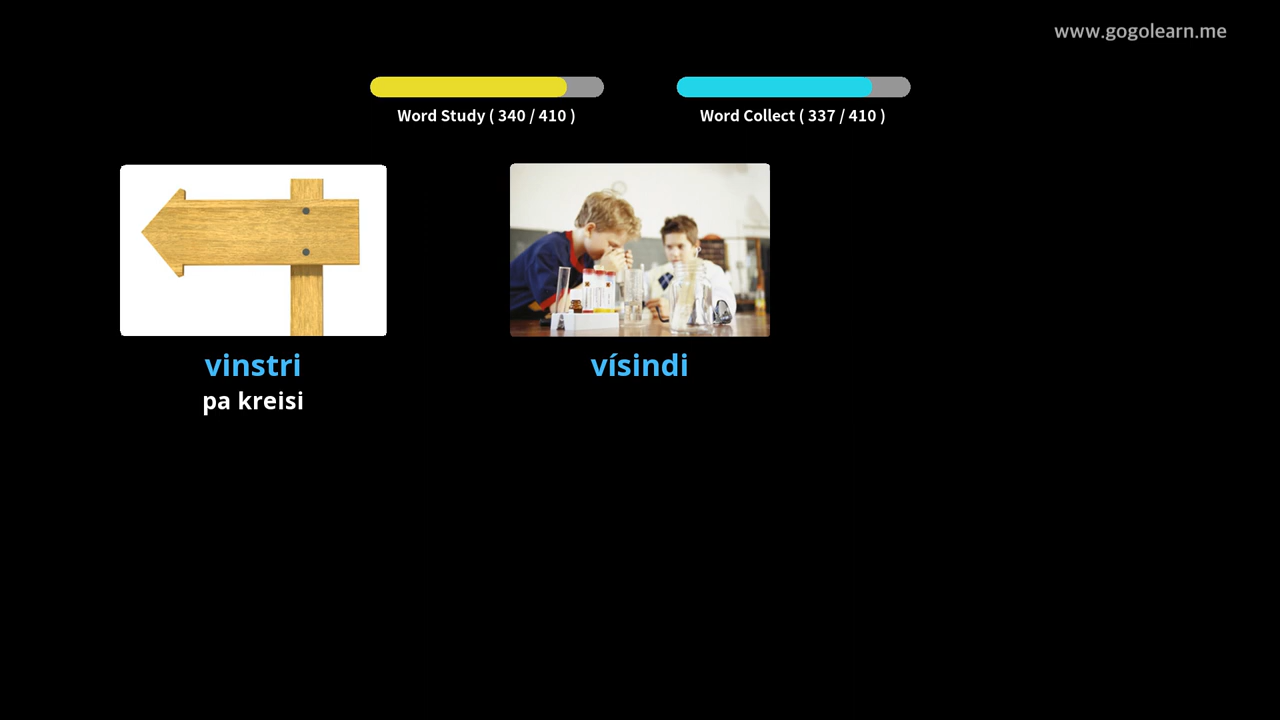 www.gogolearn.me
Word Study ( 340 / 410 )
Word Collect ( 337 / 410 )
vinstri
pa kreisi
vísindi